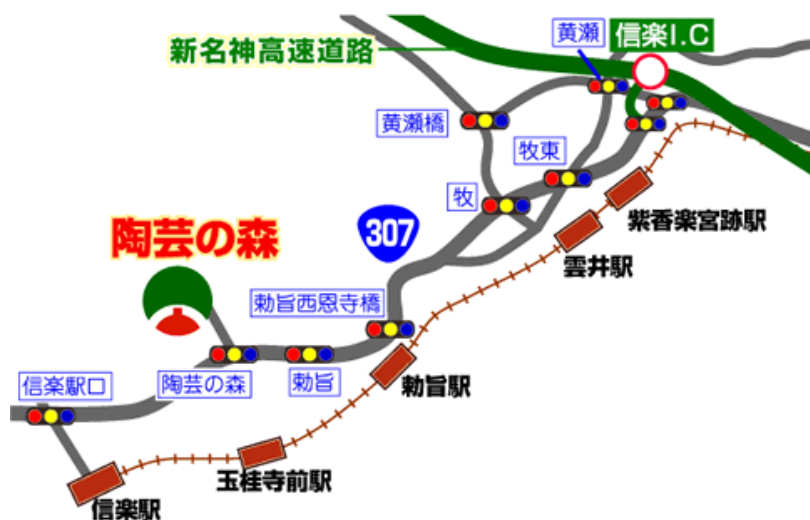 黄瀬
信楽I.C
新名神高速道路
黄瀬橋
牧東
牧
紫香楽宮跡駅
307
陶芸の森
雲井駅
勅旨西恩寺橋
信楽駅口
陶芸の森
勅旨
勅旨駅
玉桂寺前駅
信楽駅